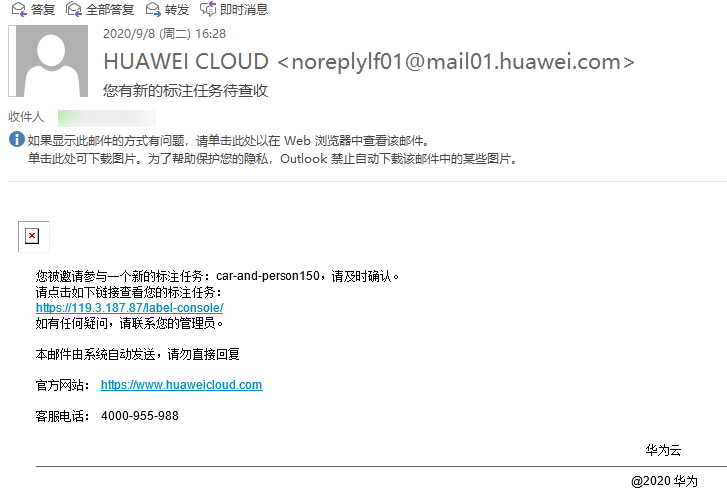 答复 全部答复 转发 即时消息
2020/9/8 (周二) 16:28
HUAWEI CLOUD <noreplylf01@mail01.huawei.com>
您有新的标注任务待查收
收件人
如果显示此邮件的方式有问题，请单击此处以在 Web 浏览器中查看该邮件。
单击此处可下载图片。为了帮助保护您的隐私，Outlook 禁止自动下载该邮件中的某些图片。
您被邀请参与一个新的标注任务：car-and-person150，请及时确认。
请点击如下链接查看您的标注任务：
https://119.3.187.87/label-console/
如有任何疑问，请联系您的管理员。
本邮件由系统自动发送，请勿直接回复
官方网站： https://www.huaweicloud.com
客服电话： 4000-955-988
华为云
@2020 华为